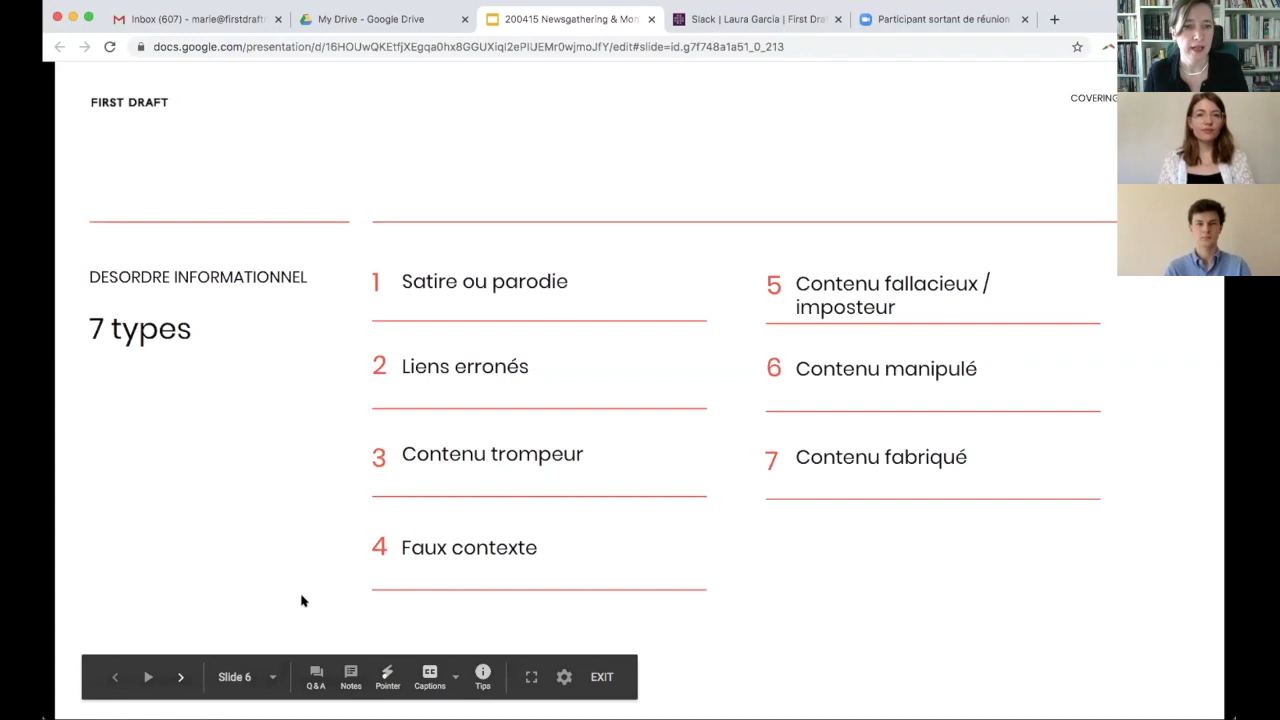 Inbox (607) - marie@firstdraft
My Drive - Google Drive
200415 Newsgathering & Mon
Slack | Laura Garcia | First Dra
Participant sortant de réunion
docs.google.com/presentation/d/16HOUwQKEtfjXEgqa0hx8GGUXiqI2ePIUEMr0wjmoJfY/edit#slide=id.g7f748a1a51_0_213
FIRST DRAFT
COVERING
DESORDRE INFORMATIONNEL
7 types
1 Satire ou parodie
2 Liens erronés
3 Contenu trompeur
4 Faux contexte
5 Contenu fallacieux /
imposteur
6 Contenu manipulé
7 Contenu fabriqué
Slide 6
Q & A
Notes
Pointer
CC
Captions
Tips
EXIT